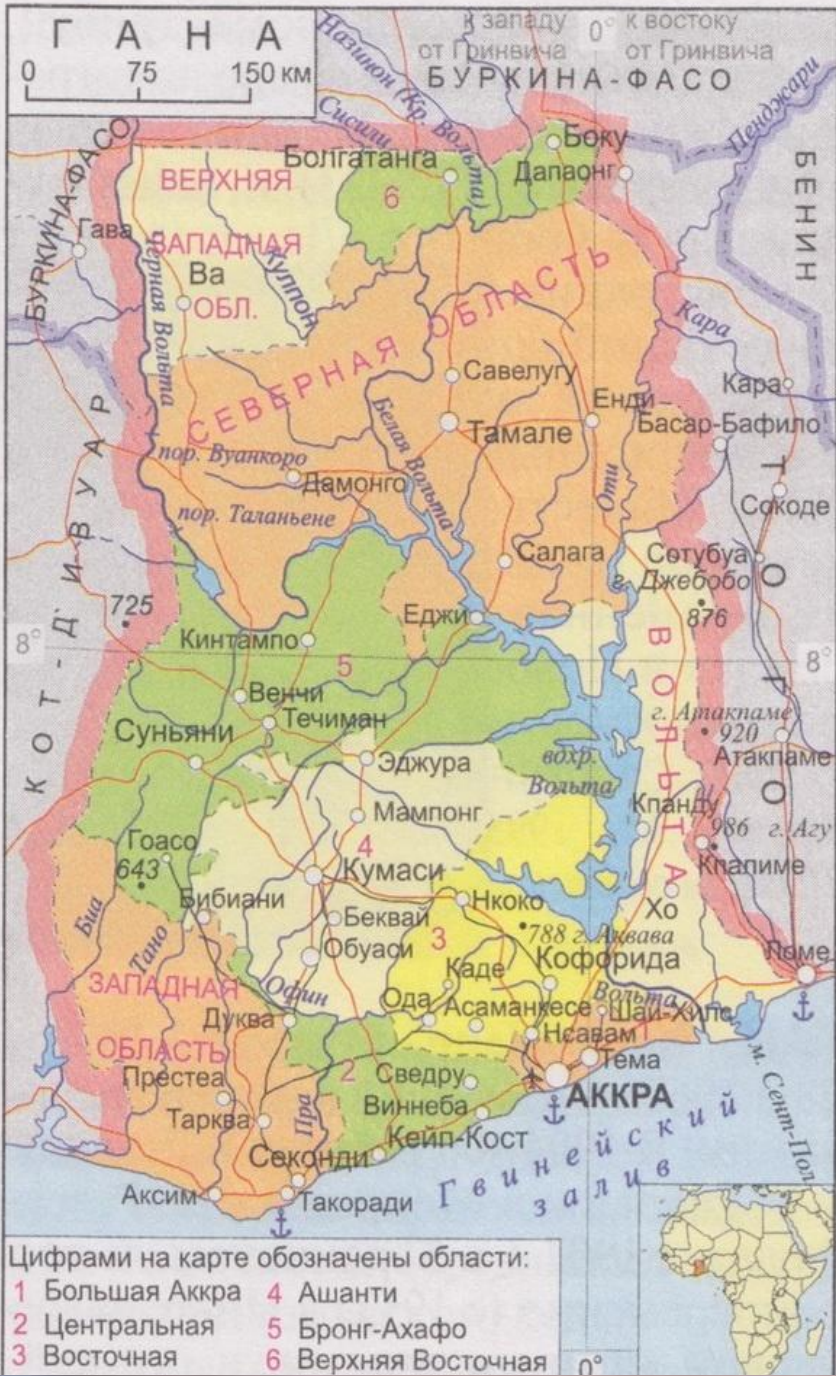 ГАНА
0 75 150 км
к западу от Гринвича
0°
к востоку от Гринвича
БУРКИНА-ФАСО
Назинон (Кр. Вольта)
Сисили
Пенджари
БУРКИНА-ФАСО
БЕНИН
Боку
Болгатанга
Дапаонг
ВЕРХНЯЯ
ЗАПАДНАЯ
ОБЛ.
6
Гава
Ва
Черная Вольта
Куплон
СЕВЕРНАЯ ОБЛАСТЬ
Кара
Савелугу
Кара
Енди
Тамале
Басар-Бафило
Белая Вольта
пор. Вуанкоро
Дамонго
пор. Таланьене
Оти
Сокоде
Салага
Сотубуа
г. Джебобо
876
ТОГО
КОТ-Д'ИВУАР
725
Еджи
Кинтампо
8°
8°
5
ВОЛЬТА
Венчи
Течиман
Суньяни
г. Атакпаме
920
Атакпаме
Эджура
вдхр. Вольта
Мампонг
Кпанду
986 г. Агу
Кпалиме
Гоасо
643
4
Кумаси
Бибиани
Нкоко
Хо
Биа
Тано
Беквай
3
788 г. Аквава
Обуаси
Каде
Кофорида
Ломе
ЗАПАДНАЯ
ОБЛАСТЬ
Офин
Ода
Асаманкесе
Вольта
Шай-Хилс
Дуква
Нсавам
1
Тема
2
Сведру
АККРА
м. Сент-Пол
Престеа
Виннеба
Тарква
Пра
Кейп-Кост
Секонди
Гвинейский
залив
Аксим
Такоради
Цифрами на карте обозначены области:
1 Большая Аккра
2 Центральная
3 Восточная
4 Ашанти
5 Бронг-Ахафо
6 Верхняя Восточная
0°